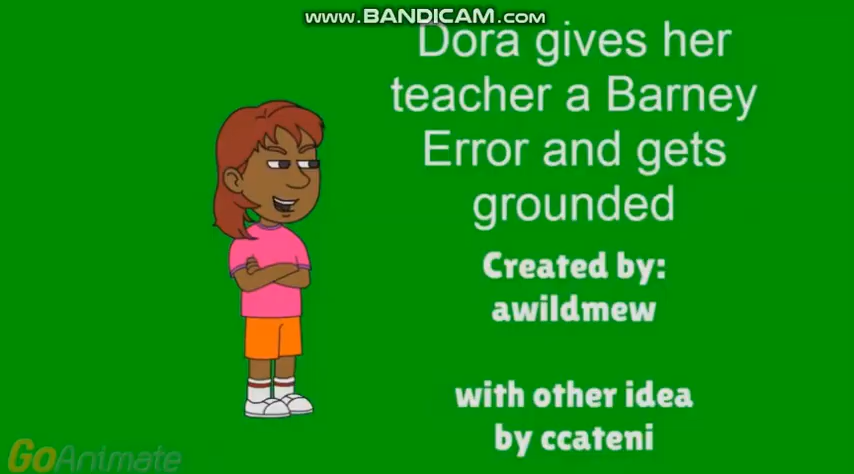 www.BANDICAM.com
Dora gives her
teacher a Barney
Error and gets
grounded
Created by:
awildmew
with other idea
by ccateni
GoAnimate